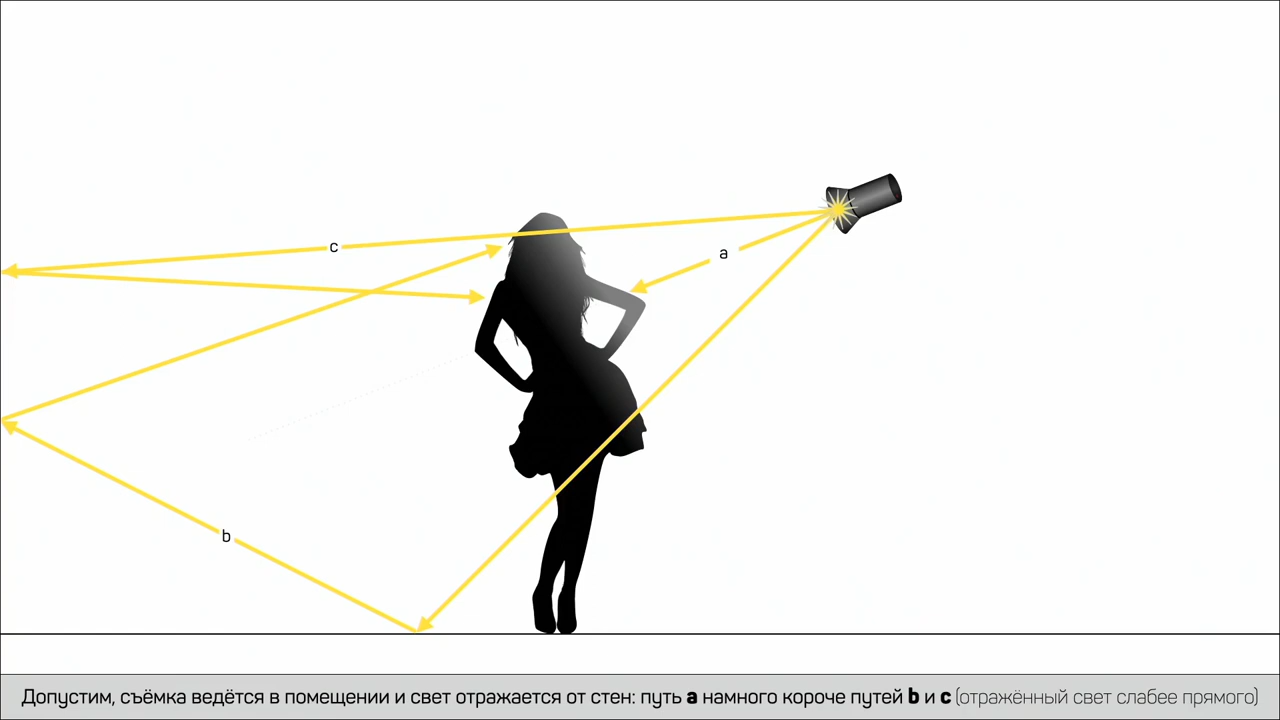 c
a
b
Допустим, съёмка ведётся в помещении и свет отражается от стен: путь a намного короче путей b и c (отражённый свет слабее прямого)